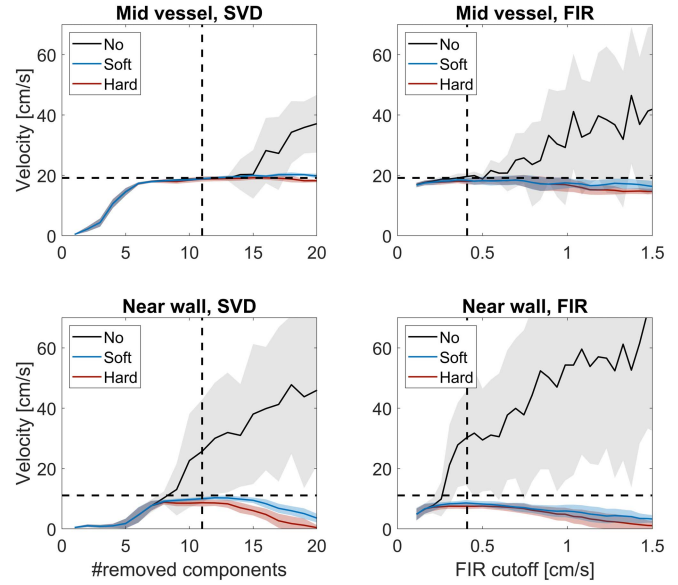 Mid vessel, SVD
Velocity [cm/s]
60
40
20
0
No
Soft
Hard
0
5
10
15
20
Mid vessel, FIR
60
40
20
0
No
Soft
Hard
0
0.5
1
1.5
Near wall, SVD
Velocity [cm/s]
60
40
20
0
No
Soft
Hard
0
5
10
15
20
#removed components
Near wall, FIR
60
40
20
0
No
Soft
Hard
0
0.5
1
1.5
FIR cutoff [cm/s]